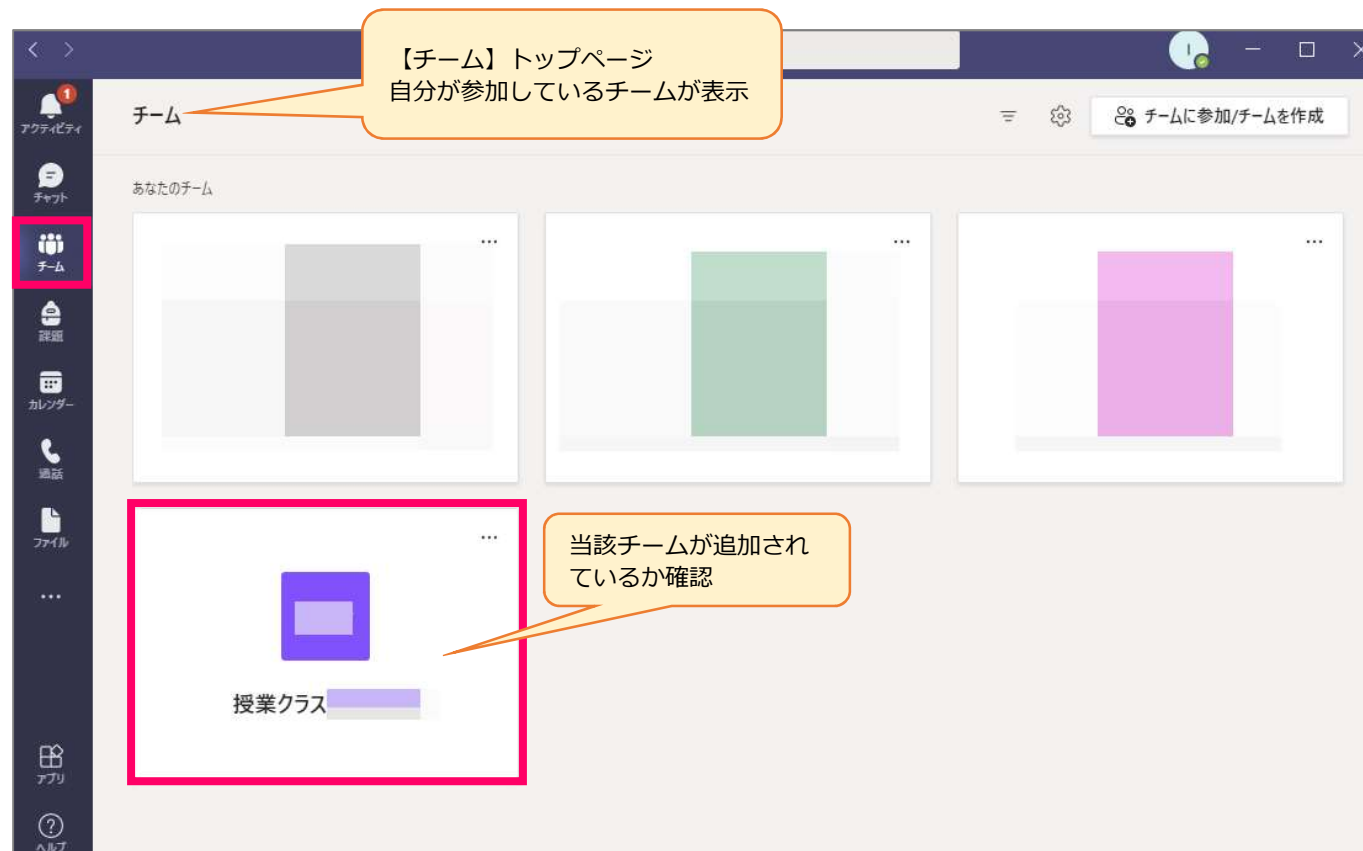 【チーム】トップページ
自分が参加しているチームが表示
1
I
アクティビティ
チーム
チームに参加/チームを作成
チャット
あなたのチーム
チーム
課題
カレンダー
通話
ファイル
当該チームが追加され
ているか確認
授業クラス
アプリ
ヘルプ